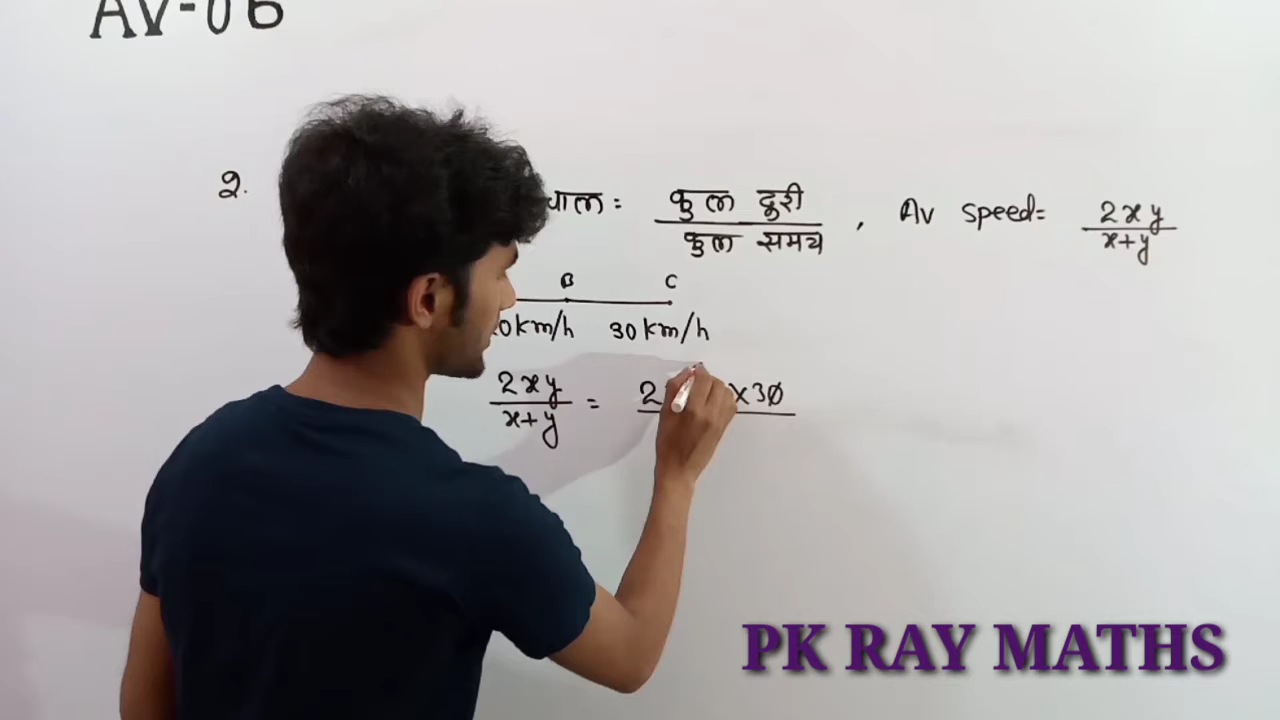 AV-06
2. चाल = कुल दुरी / कुल समय , Av speed = 2xy / x+y
B C
0km/h 30km/h
2xy / x+y = 2 x30
PK RAY MATHS